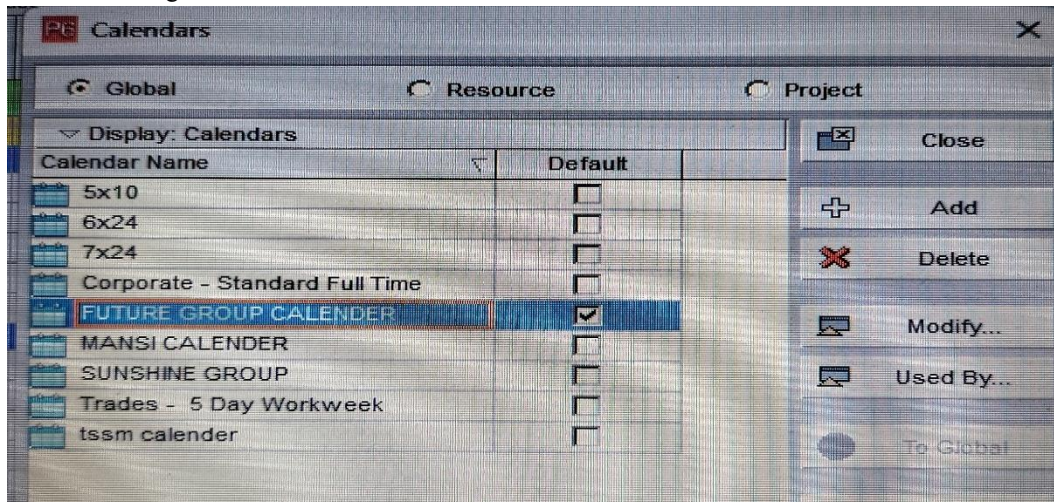 P6 Calendars
Global Resource Project
Display: Calendars
Calendar Name Default
5x10
6x24
7x24
Corporate - Standard Full Time
FUTURE GROUP CALENDER
MANSI CALENDER
SUNSHINE GROUP
Trades - 5 Day Workweek
tssm calender
Close
Add
Delete
Modify...
Used By...
To Global